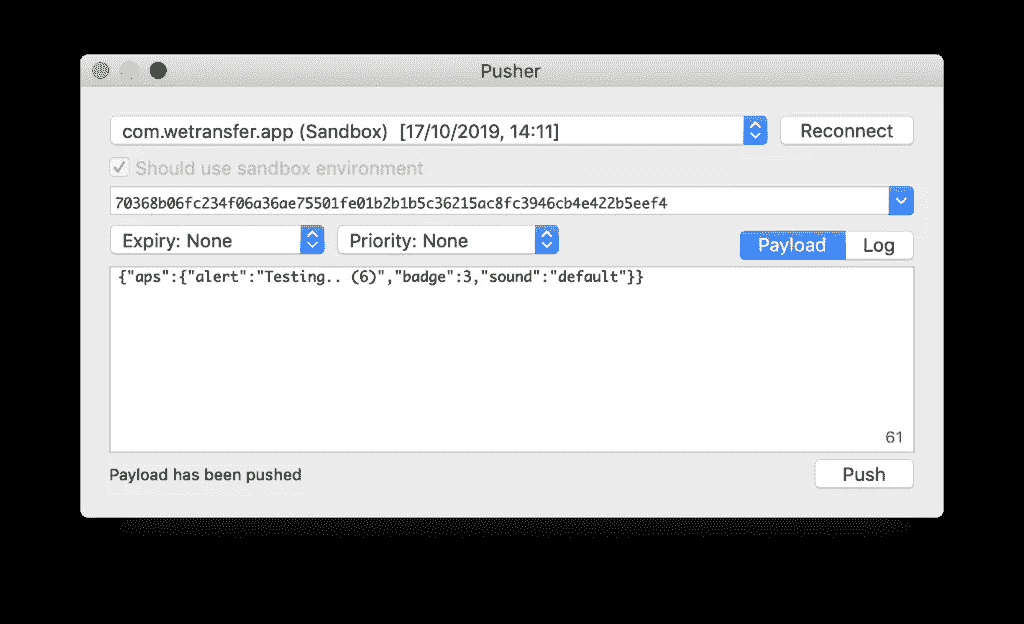 Pusher
com.wetransfer.app (Sandbox) [17/10/2019, 14:11]
Reconnect
Should use sandbox environment
70368b06fc234f06a36ae75501fe01b2b1b5c36215ac8fc3946cb4e422b5eef4
Expiry: None
Priority: None
Payload
Log
{"aps":{"alert":"Testing.. (6)","badge":3,"sound":"default"}}
61
Payload has been pushed
Push